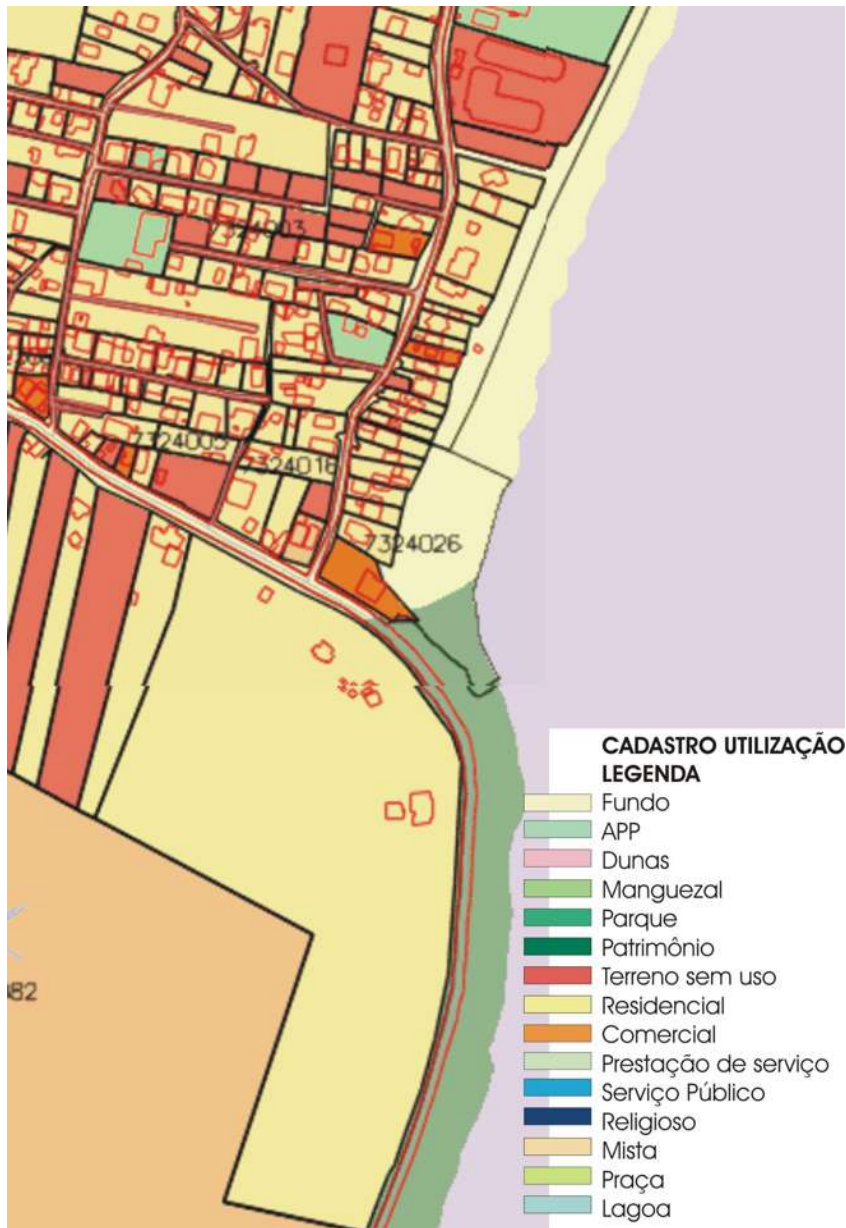 7324003
7324005
7324016
7324026
CADASTRO UTILIZAÇÃO
LEGENDA
Fundo
APP
Dunas
Manguezal
Parque
Patrimônio
Terreno sem uso
Residencial
982
Comercial
Prestação de serviço
Serviço Público
Religioso
Mista
Praça
Lagoa